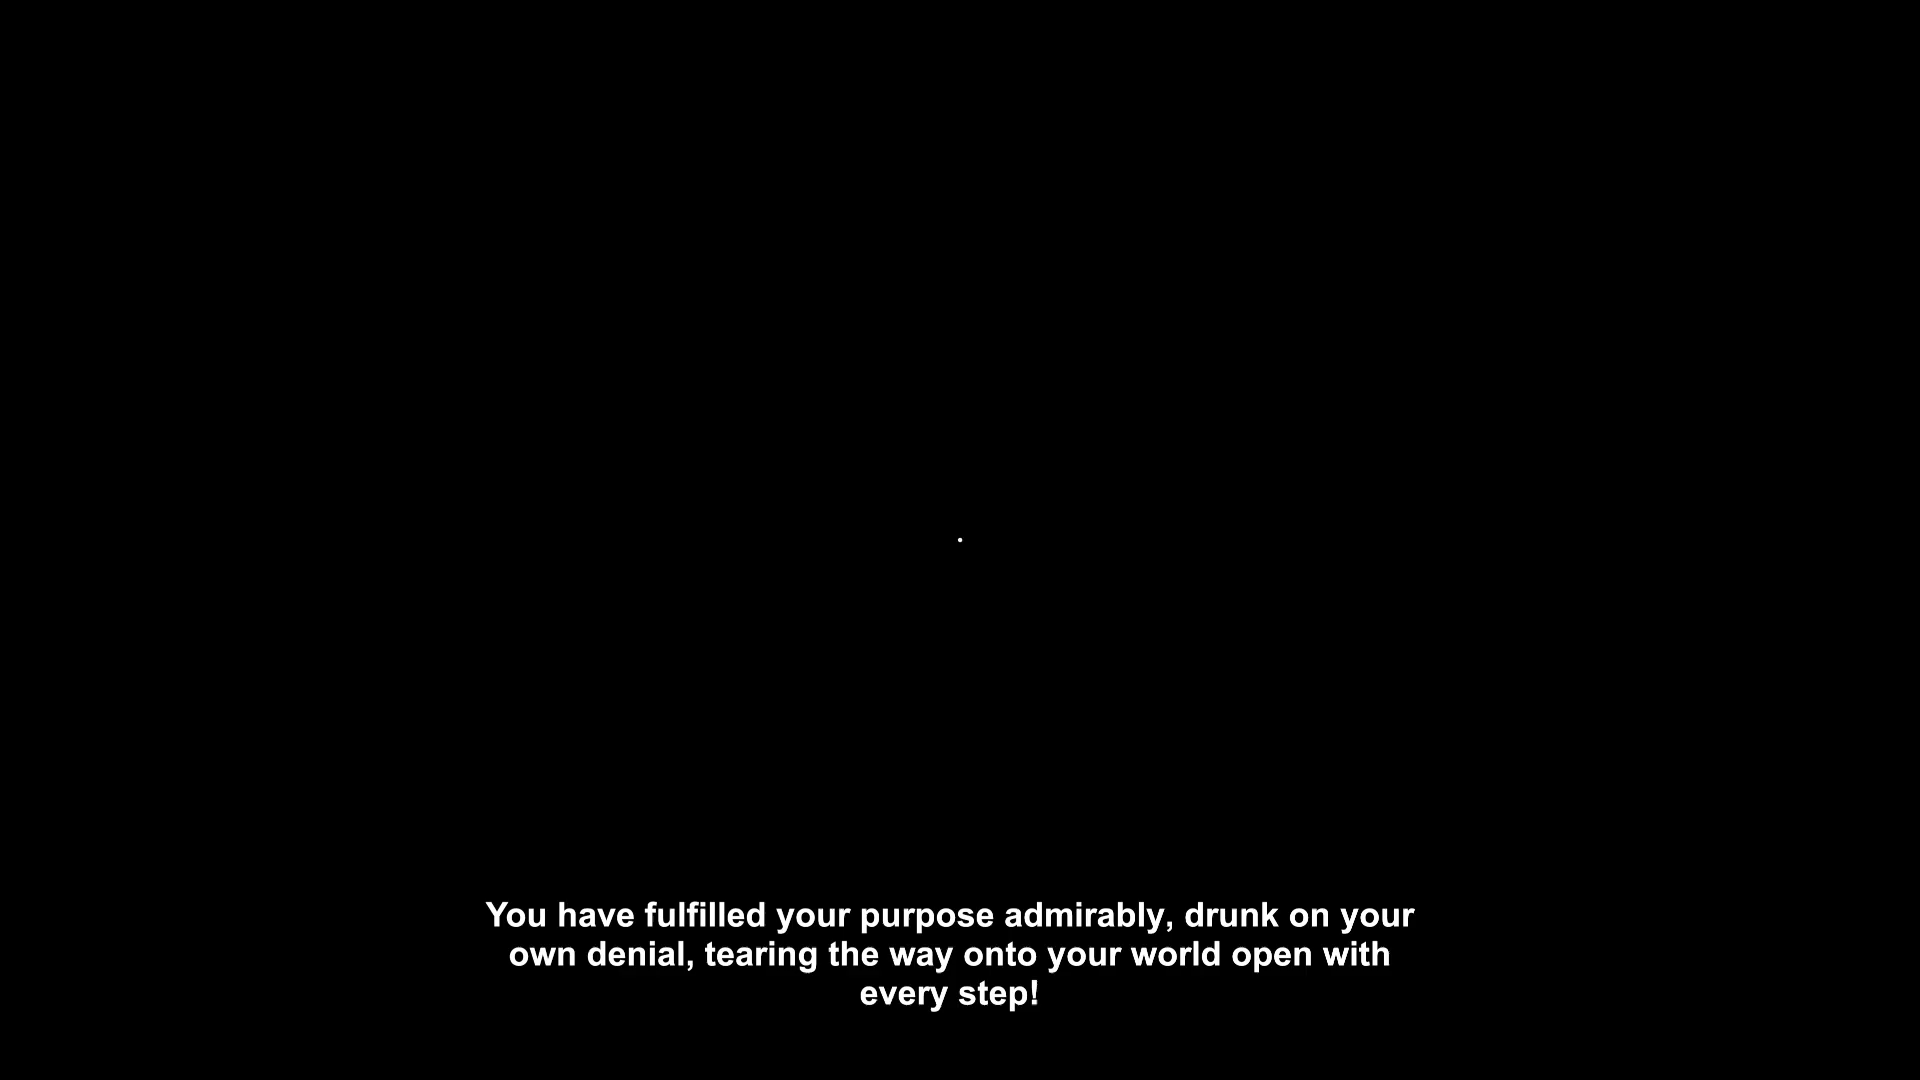 You have fulfilled your purpose admirably, drunk on your
own denial, tearing the way onto your world open with
every step!